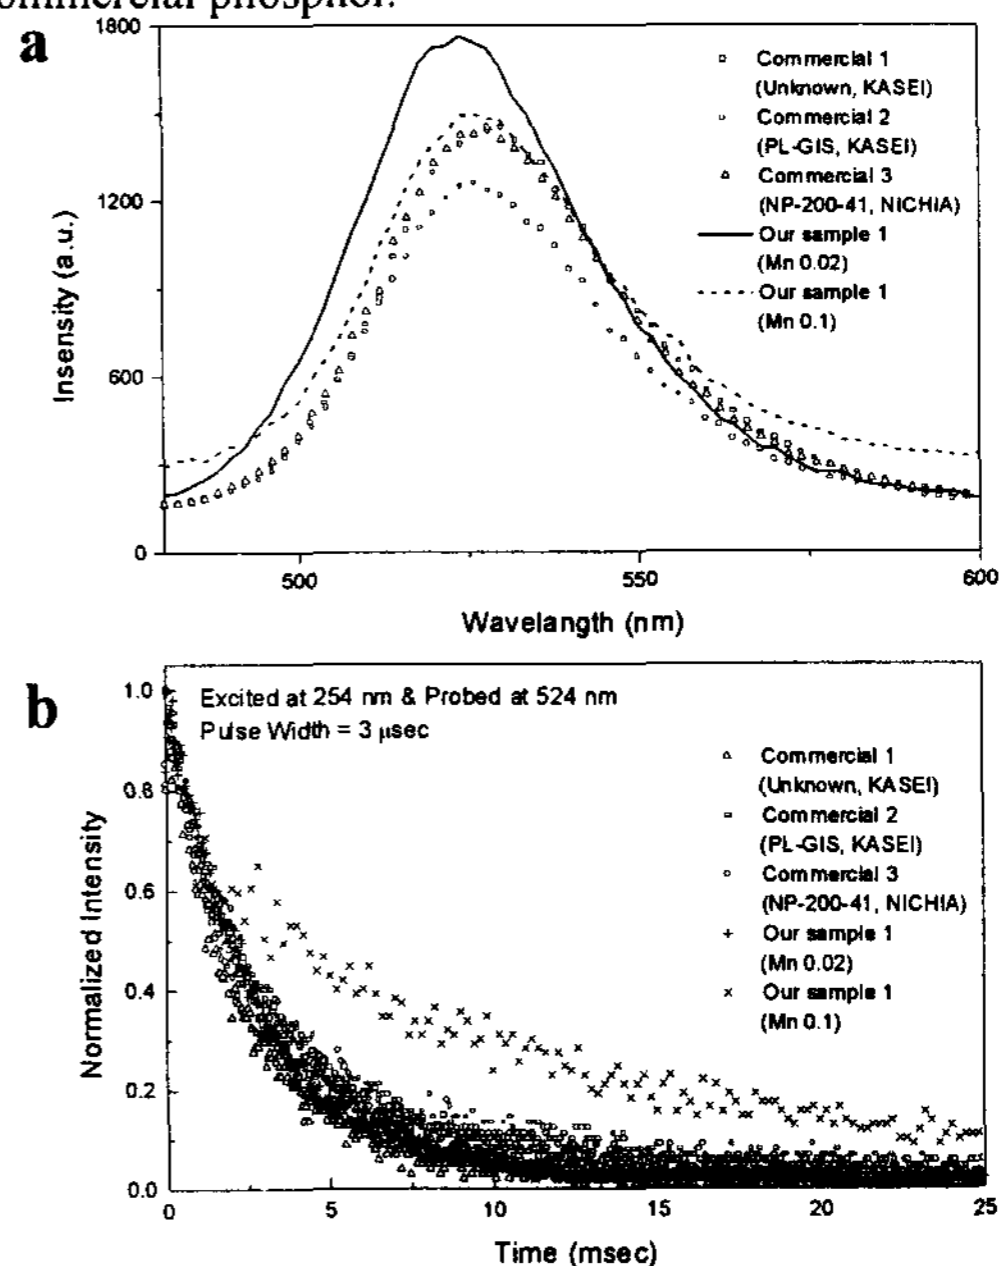 commercial phosphor.
a
1800
1200
600
0
Insensity (a.u.)
Commercial 1
(Unknown, KASEI)
Commercial 2
(PL-GIS, KASEI)
Commercial 3
(NP-200-41, NICHIA)
Our sample 1
(Mn 0.02)
Our sample 1
(Mn 0.1)
500
550
600
Wavelangth (nm)
b
Excited at 254 nm & Probed at 524 nm
Pulse Width = 3 μsec
1.0
0.8
0.6
0.4
0.2
0.0
Normalized Intensity
Commercial 1
(Unknown, KASEI)
Commercial 2
(PL-GIS, KASEI)
Commercial 3
(NP-200-41, NICHIA)
Our sample 1
(Mn 0.02)
Our sample 1
(Mn 0.1)
0
5
10
15
20
25
Time (msec)